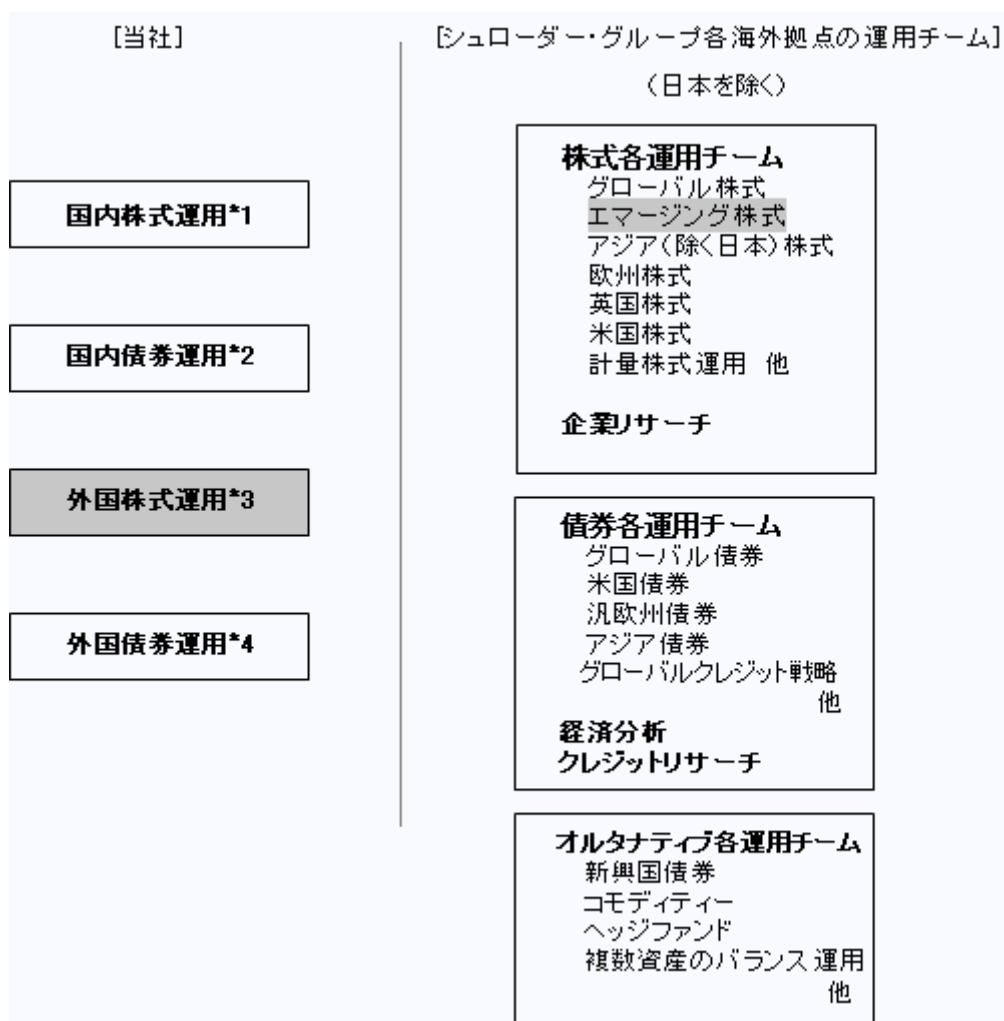 [当社]
国内株式運用*1
国内債券運用*2
外国株式運用*3
外国債券運用*4
[シュローダー・グループ各海外拠点の運用チーム]
（日本を除く）
株式各運用チーム
グローバル株式
エマージング株式
アジア（除く日本）株式
欧州株式
英国株式
米国株式
計量株式運用 他
企業リサーチ
債券各運用チーム
グローバル債券
米国債券
汎欧州債券
アジア債券
グローバルクレジット戦略
他
経済分析
クレジットリサーチ
オルタナティブ各運用チーム
新興国債券
コモディティー
ヘッジファンド
複数資産のバランス運用
他